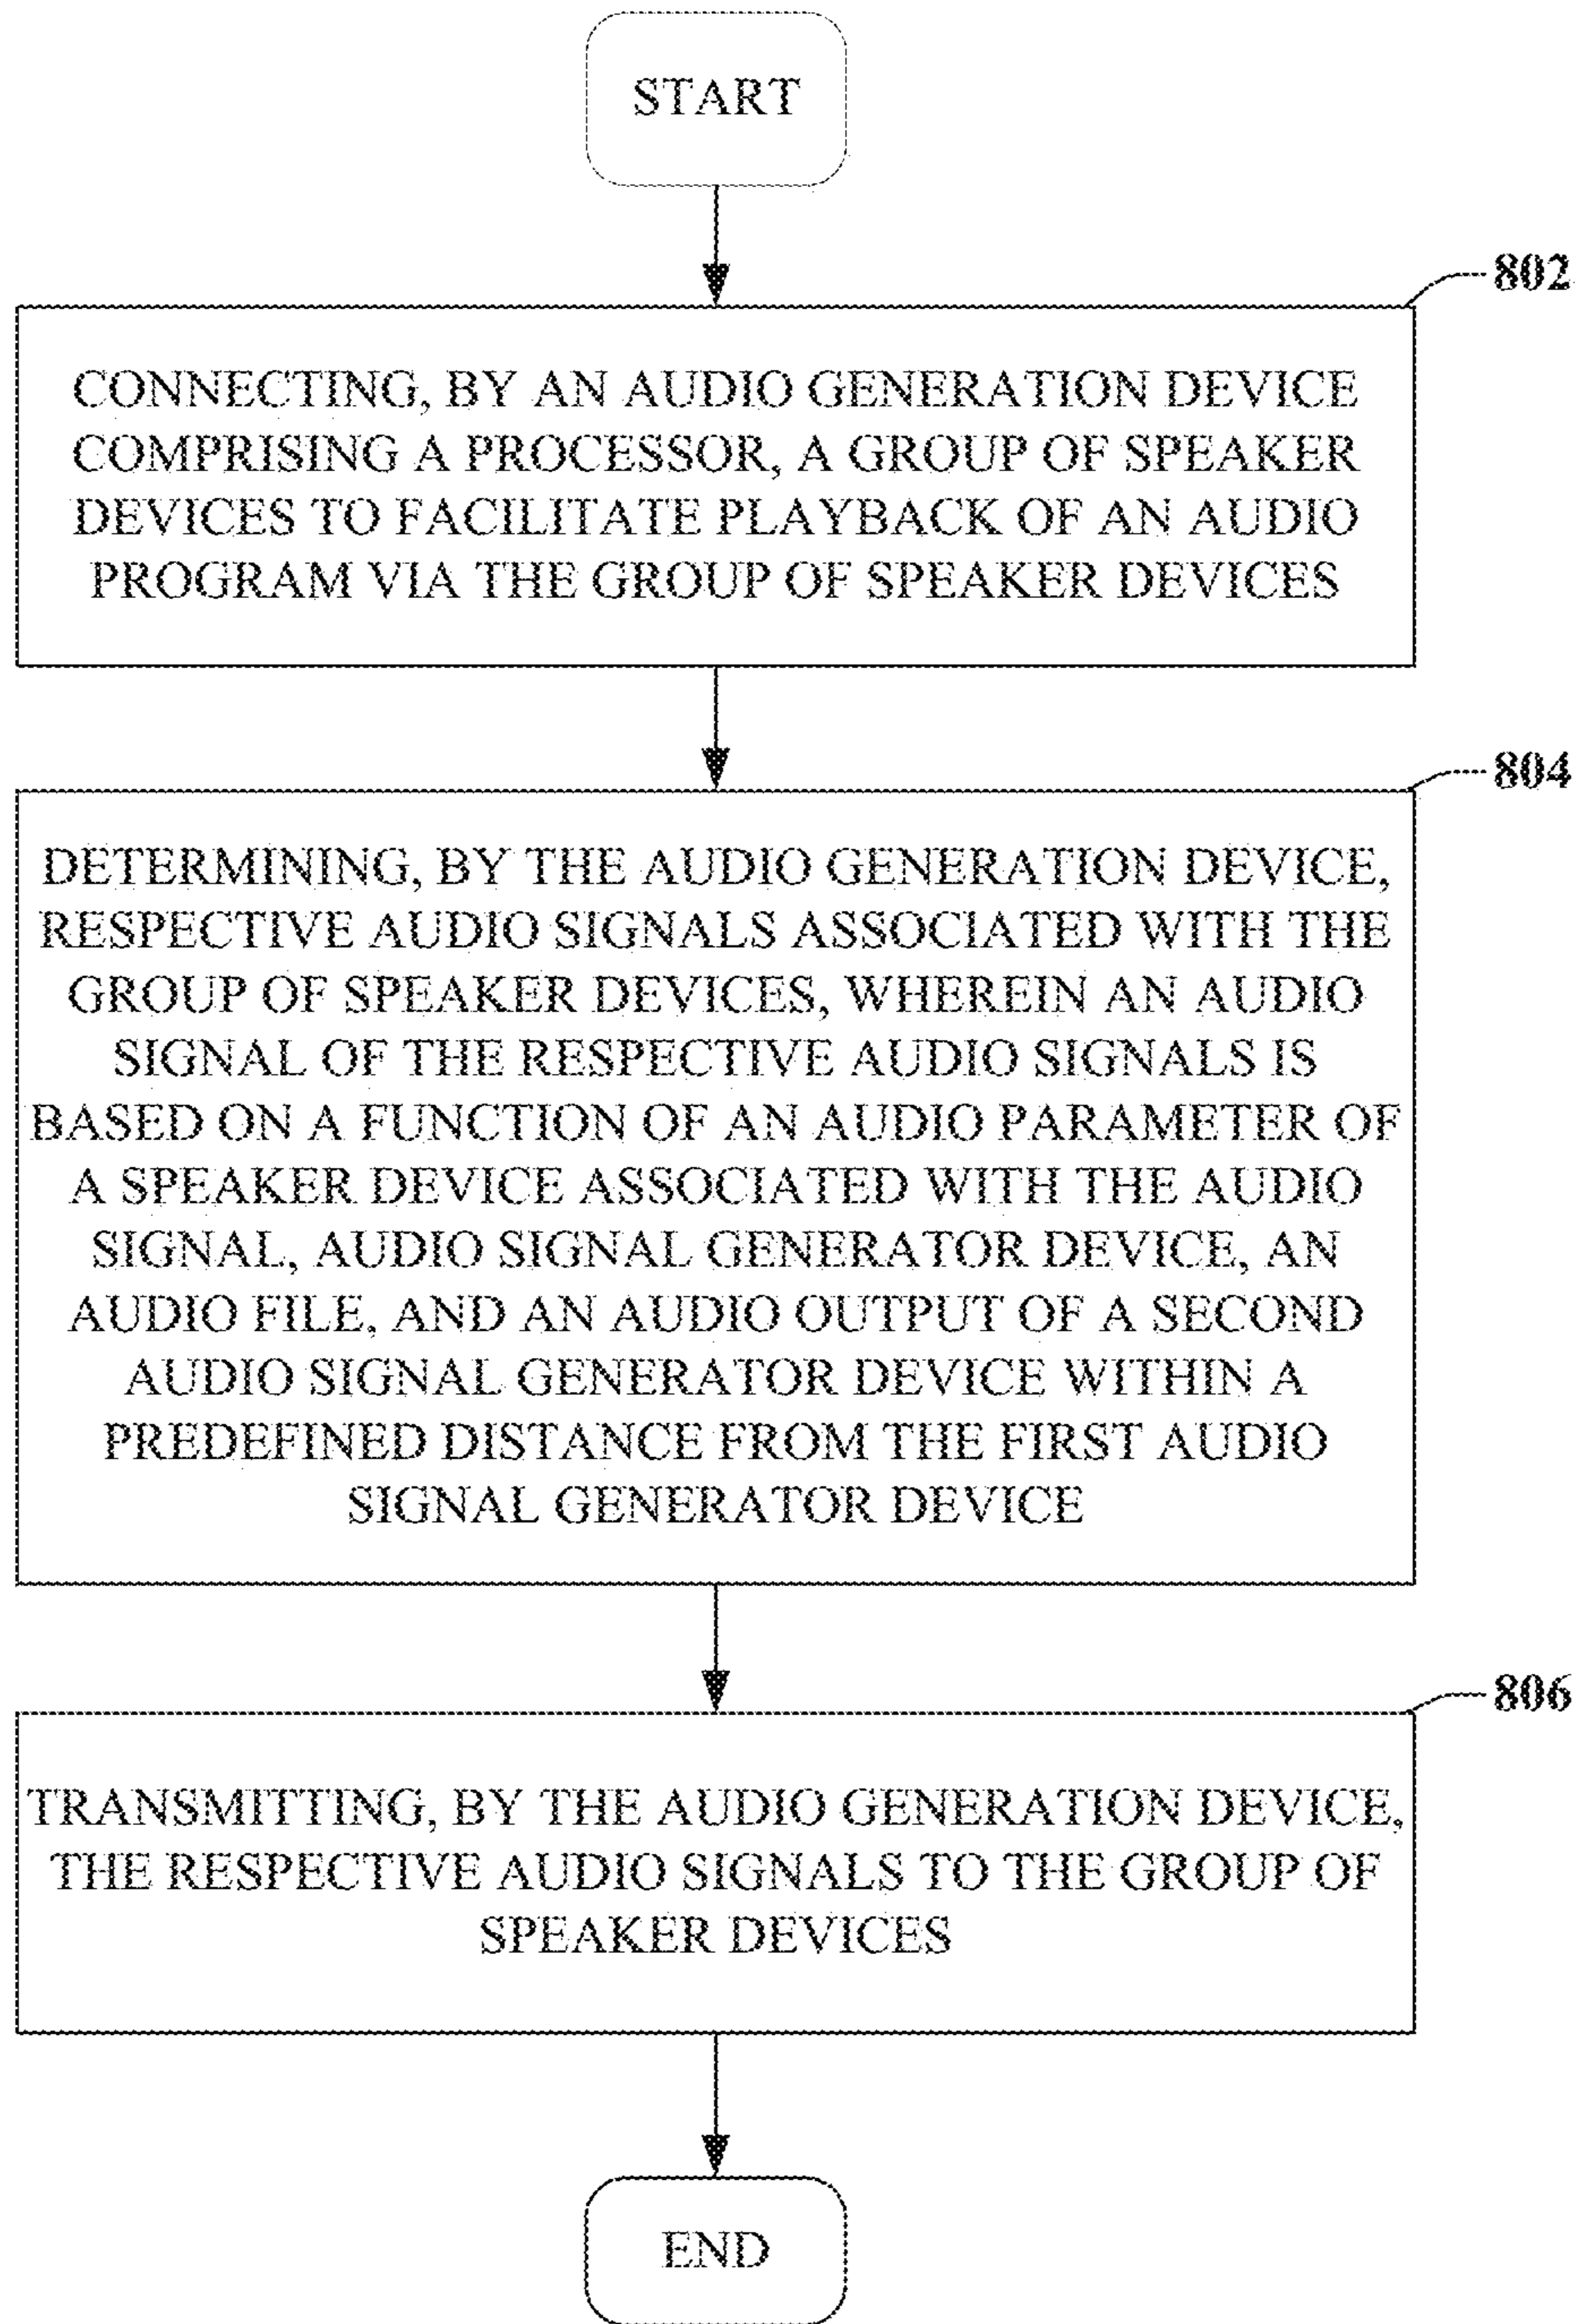 START
802
CONNECTING, BY AN AUDIO GENERATION DEVICE
COMPRISING A PROCESSOR, A GROUP OF SPEAKER
DEVICES TO FACILITATE PLAYBACK OF AN AUDIO
PROGRAM VIA THE GROUP OF SPEAKER DEVICES
804
DETERMINING, BY THE AUDIO GENERATION DEVICE,
RESPECTIVE AUDIO SIGNALS ASSOCIATED WITH THE
GROUP OF SPEAKER DEVICES, WHEREIN AN AUDIO
SIGNAL OF THE RESPECTIVE AUDIO SIGNALS IS
BASED ON A FUNCTION OF AN AUDIO PARAMETER OF
A SPEAKER DEVICE ASSOCIATED WITH THE AUDIO
SIGNAL, AUDIO SIGNAL GENERATOR DEVICE, AN
AUDIO FILE, AND AN AUDIO OUTPUT OF A SECOND
AUDIO SIGNAL GENERATOR DEVICE WITHIN A
PREDEFINED DISTANCE FROM THE FIRST AUDIO
SIGNAL GENERATOR DEVICE
806
TRANSMITTING, BY THE AUDIO GENERATION DEVICE,
THE RESPECTIVE AUDIO SIGNALS TO THE GROUP OF
SPEAKER DEVICES
END